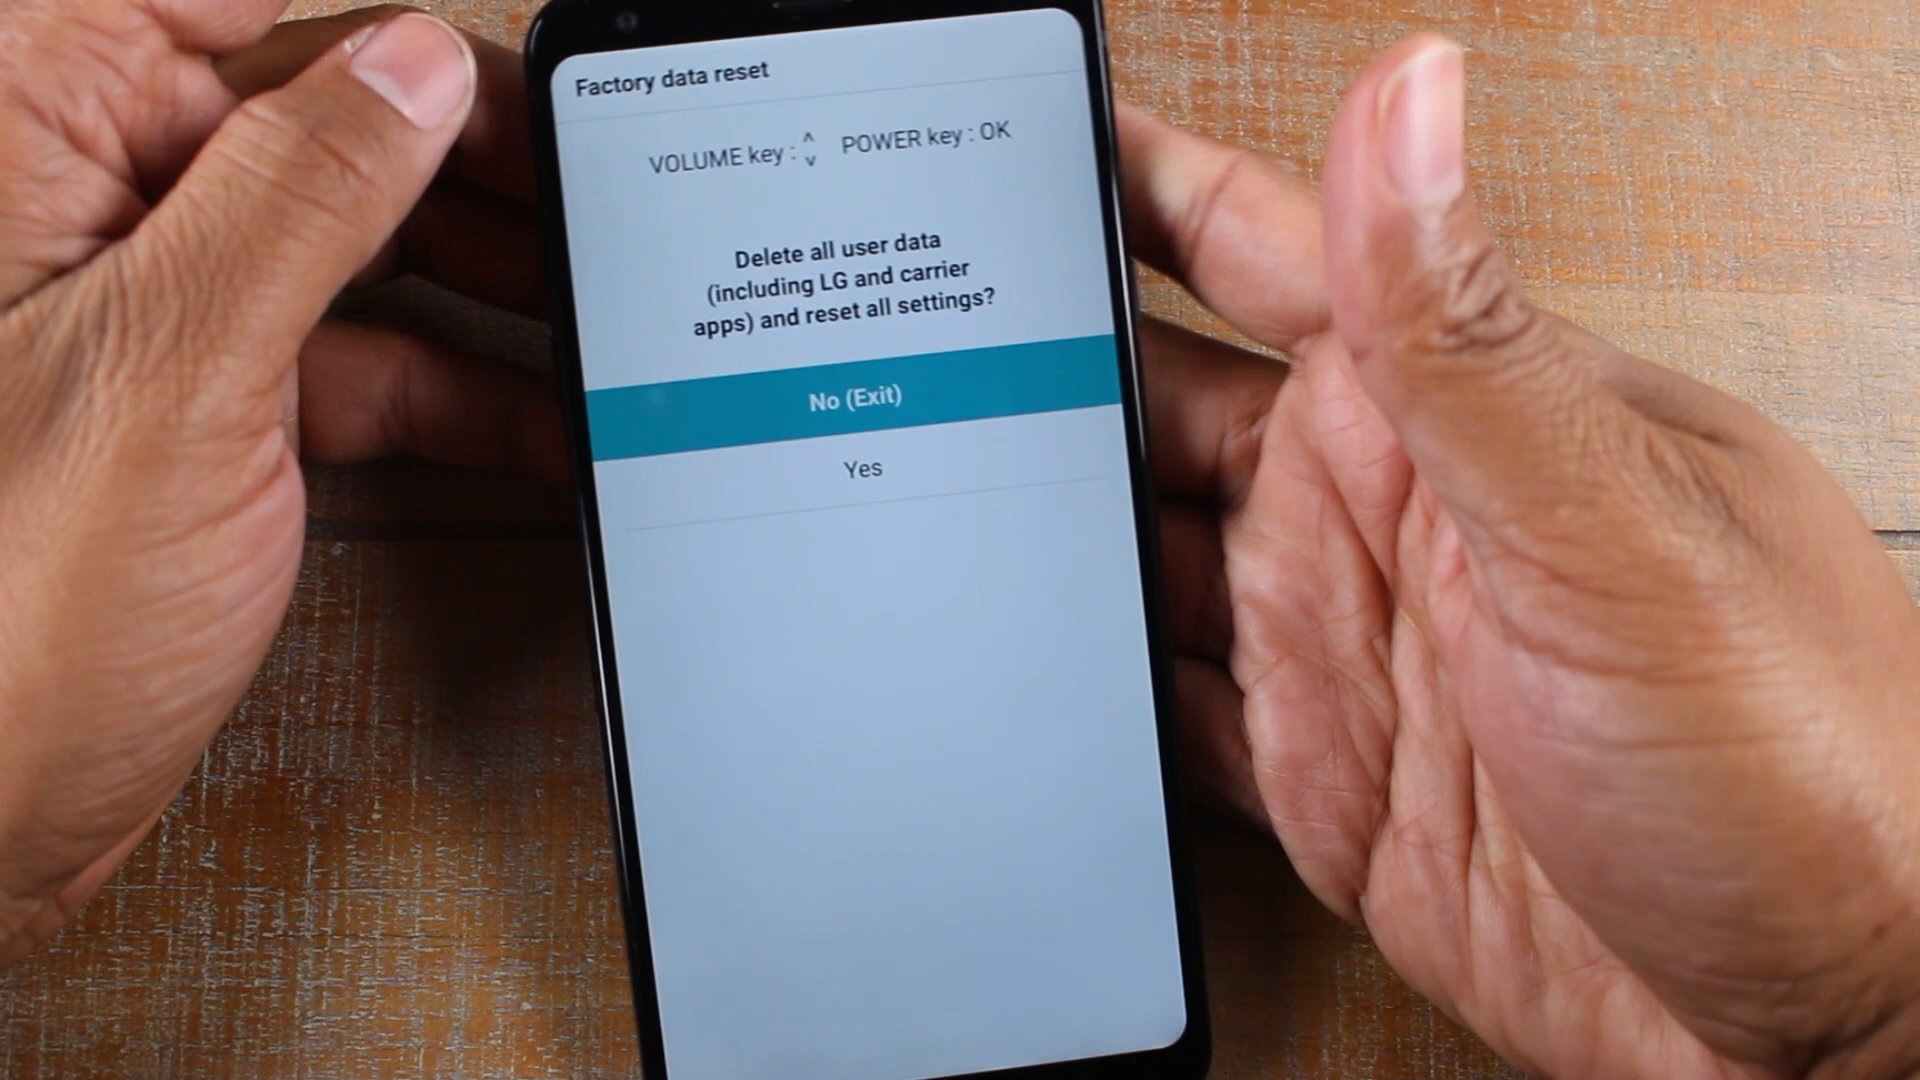 Factory data reset
VOLUME key : ^ v POWER key : OK
Delete all user data
(including LG and carrier
apps) and reset all settings?
No (Exit)
Yes